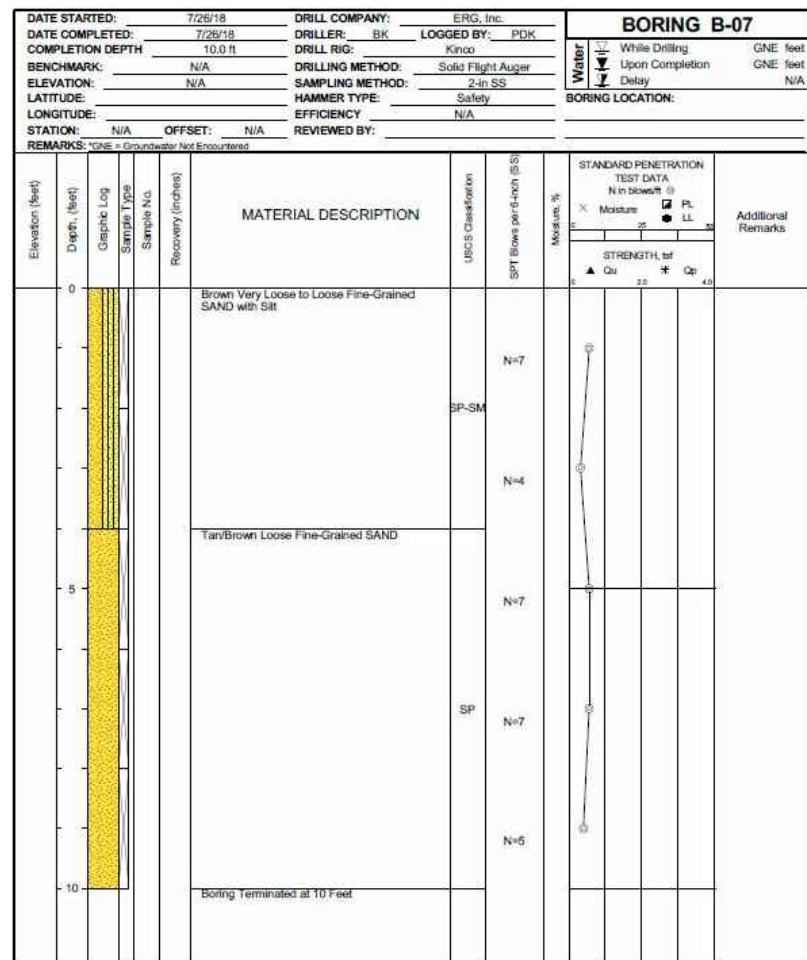 DATE STARTED: 7/26/18 DRILL COMPANY: ERG, Inc. BORING B-07
DATE COMPLETED: 7/26/18 DRILLER: BK LOGGED BY: PDK
COMPLETION DEPTH 10.0 ft DRILL RIG: Kinco Water While Drilling GNE feet
BENCHMARK: N/A DRILLING METHOD: Solid Flight Auger Upon Completion GNE feet
ELEVATION: N/A SAMPLING METHOD: 2-in SS Delay N/A
LATITUDE: HAMMER TYPE: Safety BORING LOCATION:
LONGITUDE: EFFICIENCY N/A
STATION: N/A OFFSET: N/A REVIEWED BY:
REMARKS: *GNE = Groundwater Not Encountered
Elevation (feet)
Depth, (feet)
Graphic Log
Sample Type
Sample No.
Recovery (inches)
MATERIAL DESCRIPTION
USCS Classification
SPT Blows per 6-inch (SS)
Moisture, %
STANDARD PENETRATION
TEST DATA
N in blows/ft
Moisture PL
LL
25 50
STRENGTH, tsf
Qu Qp
0 2.0 4.0
Additional
Remarks
0 Brown Very Loose to Loose Fine-Grained
SAND with Silt
N=7
SP-SM
N=4
Tan/Brown Loose Fine-Grained SAND
5
N=7
SP
N=7
N=5
10
Boring Terminated at 10 Feet